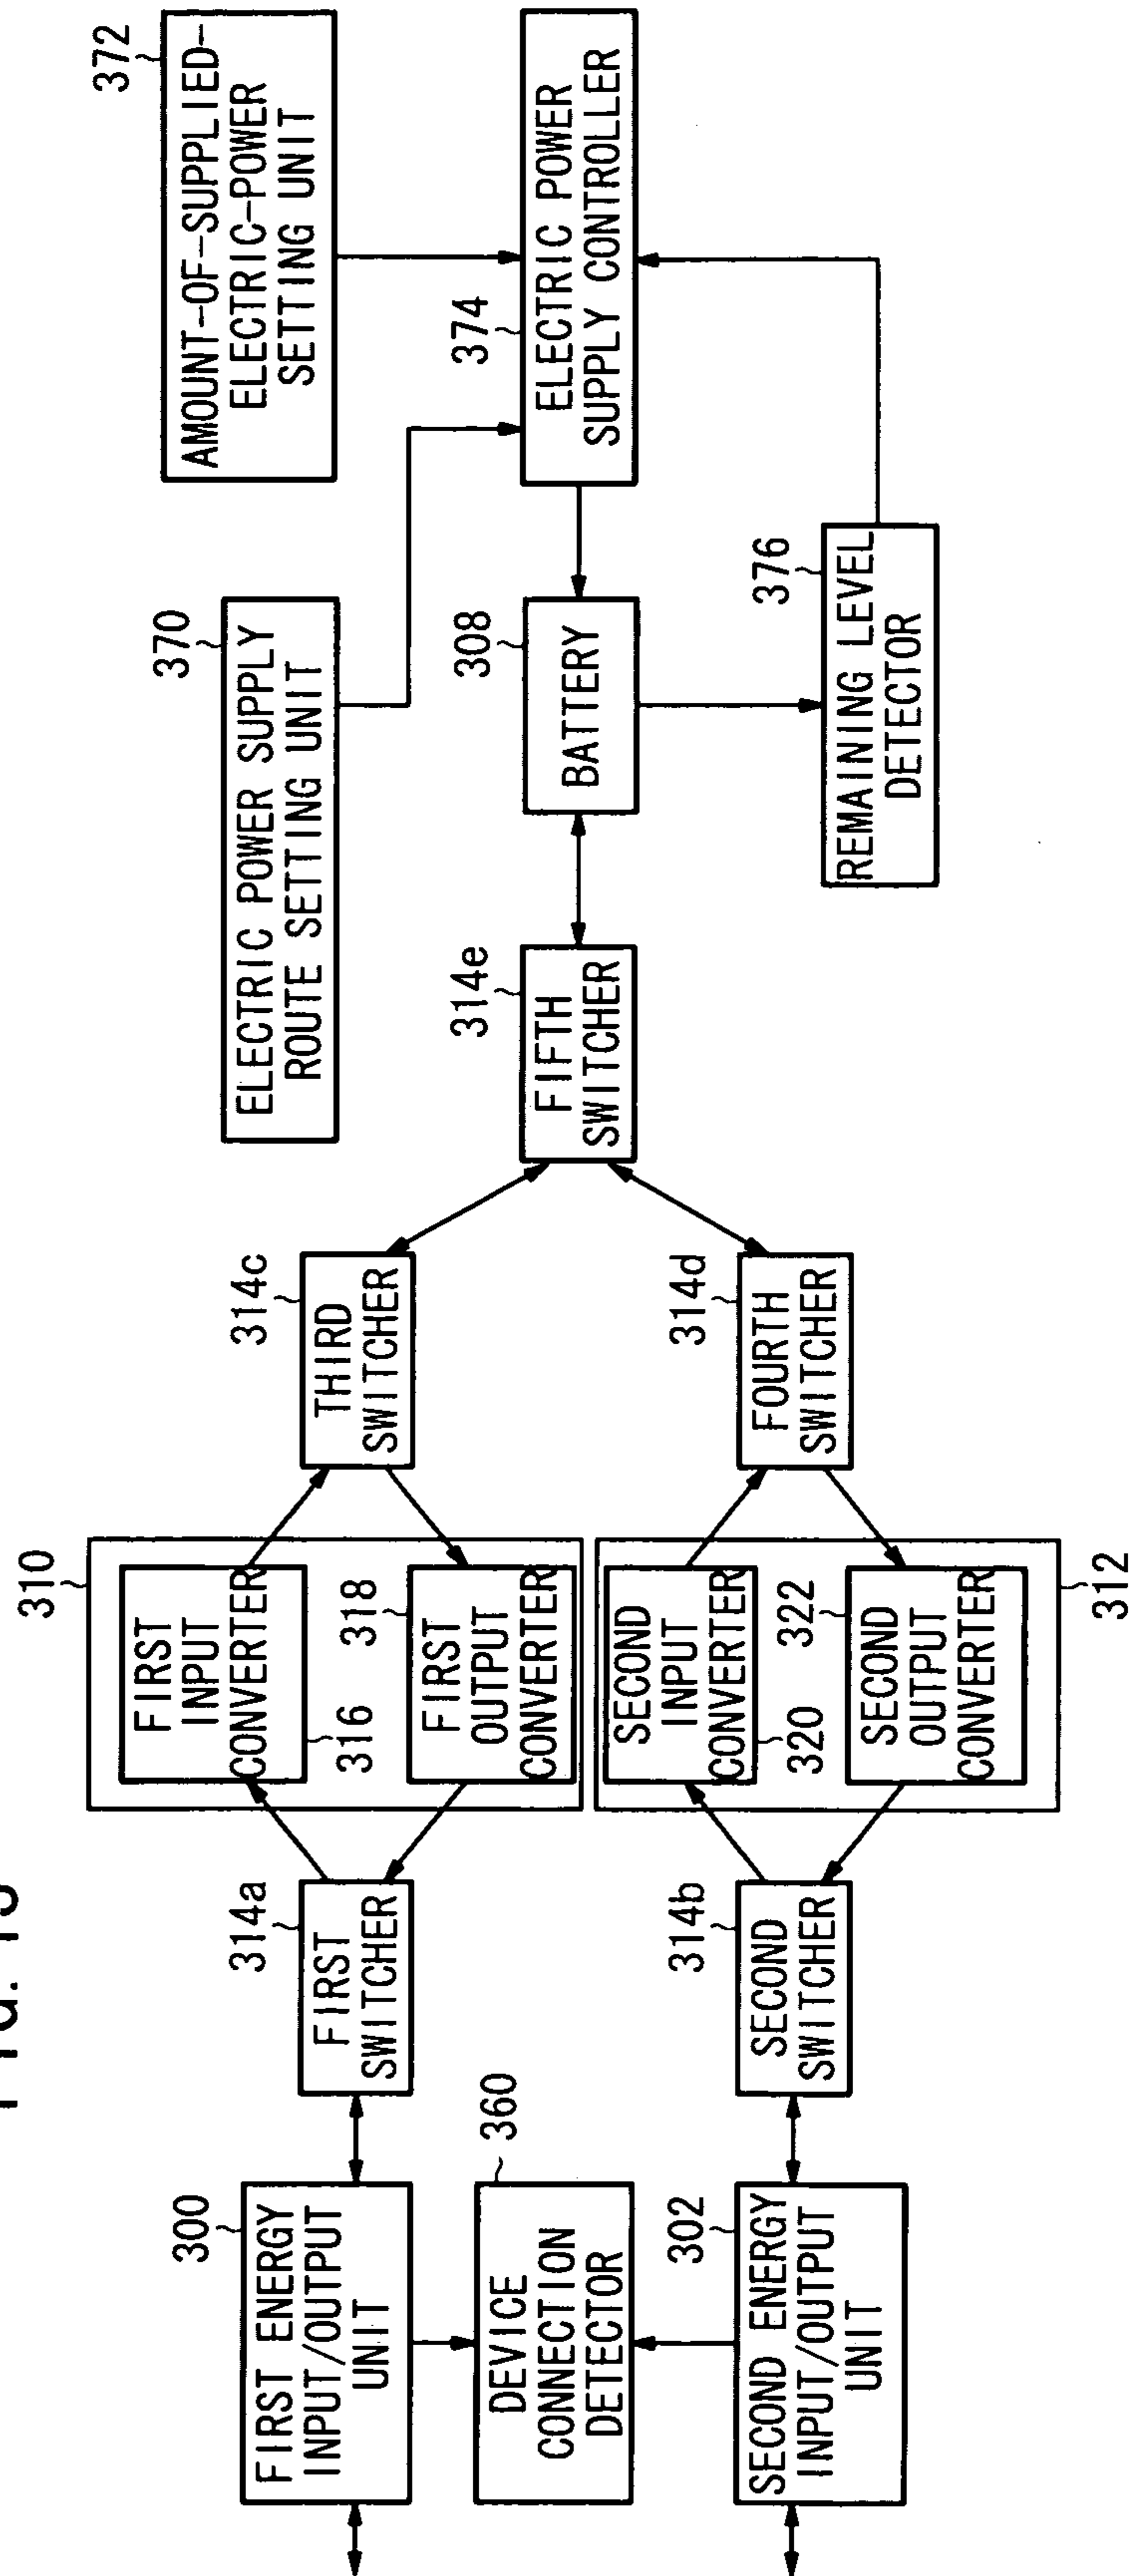 FIG.
310
372
AMOUNT-OF-SUPPLIED-
ELECTRIC-POWER
SETTING UNIT
370
ELECTRIC POWER SUPPLY
ROUTE SETTING UNIT
300
FIRST ENERGY
INPUT/OUTPUT
UNIT
314a
FIRST
SWITCHER
FIRST
INPUT
CONVERTER
316
318
FIRST
OUTPUT
CONVERTER
314c
THIRD
SWITCHER
360
DEVICE
CONNECTION
DETECTOR
314e
FIFTH
SWITCHER
308
BATTERY
374
ELECTRIC POWER
SUPPLY CONTROLLER
302
SECOND ENERGY
INPUT/OUTPUT
UNIT
314b
SECOND
SWITCHER
SECOND
INPUT
CONVERTER
320
322
SECOND
OUTPUT
CONVERTER
312
314d
FOURTH
SWITCHER
376
REMAINING LEVEL
DETECTOR